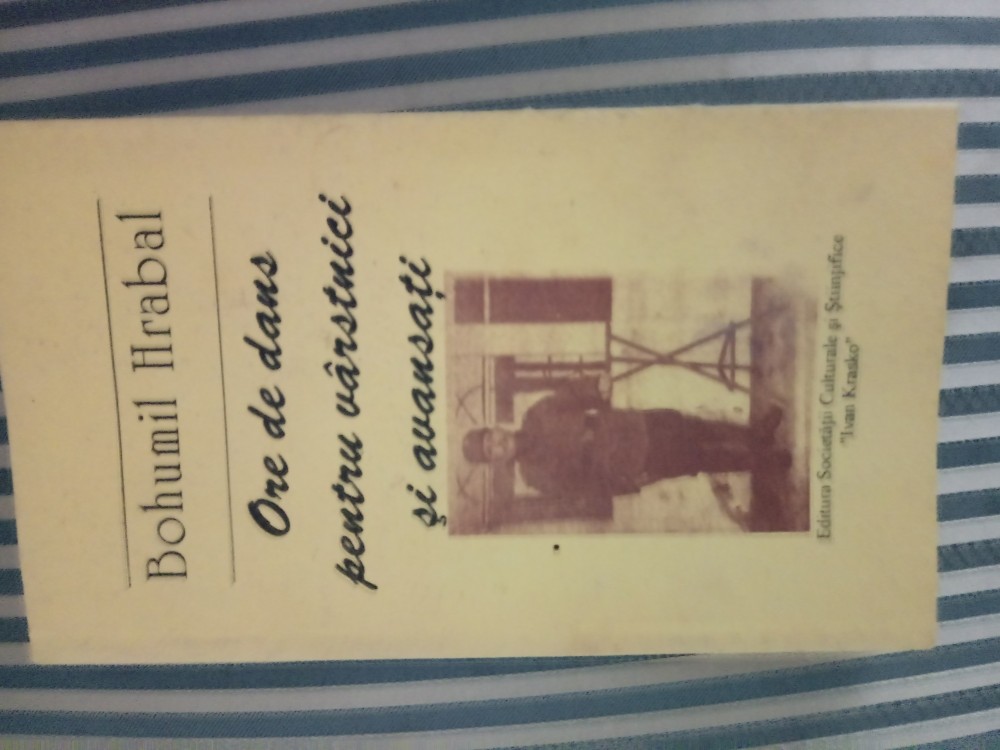 Bohumil Hrabal
Ore de dans
pentru vârstnici
și avansați
Editura Societății Culturale și Științifice
"Ivan Krasko"